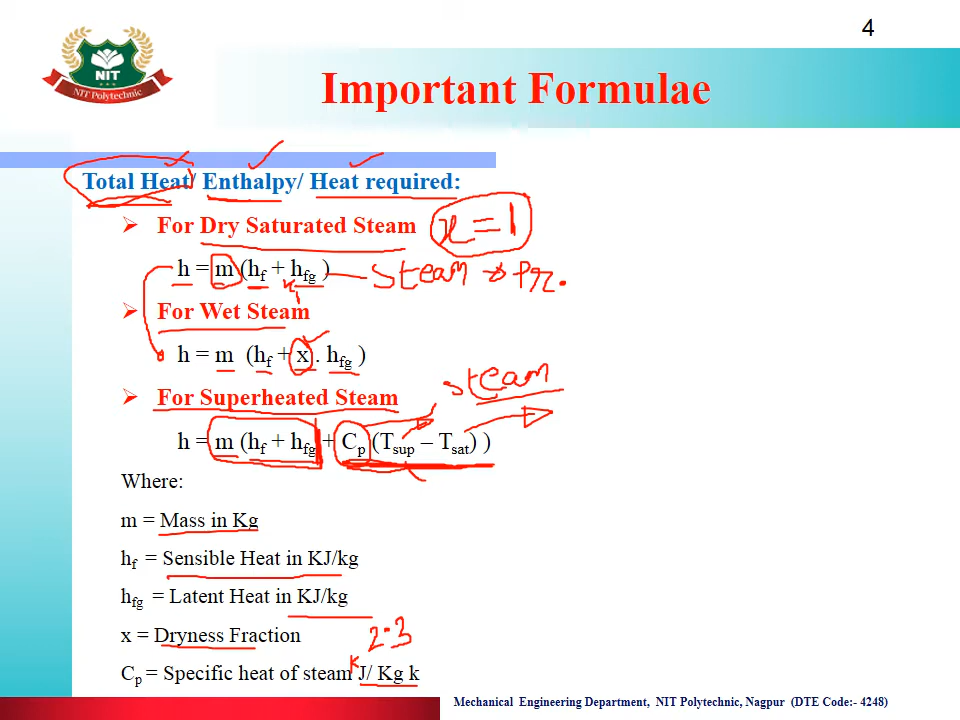 4
NIT
NIT Polytechnic
Important Formulae
Total Heat/ Enthalpy/ Heat required:
➢ For Dry Saturated Steam x = 1
h = m (hf + hfg ) steam
➢ For Wet Steam
h = m (hf + x . hfg )
steam
➢ For Superheated Steam
h = m (hf + hfg + Cp (Tsup – Tsat) )
Where:
m = Mass in Kg
hf = Sensible Heat in KJ/kg
hfg = Latent Heat in KJ/kg
x = Dryness Fraction 2.3
Cp = Specific heat of steam KJ/ Kg k
Mechanical Engineering Department, NIT Polytechnic, Nagpur (DTE Code:- 4248)